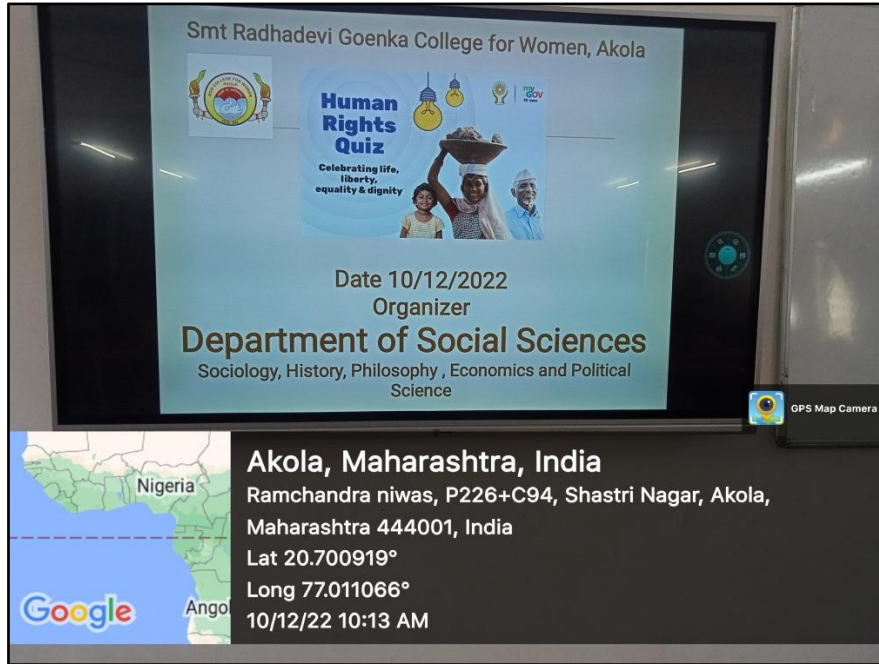 Smt Radhadevi Goenka College for Women, Akola
Human
Rights
Quiz
Celebrating life,
liberty,
equality & dignity
my
GOV
Date 10/12/2022
Organizer
Department of Social Sciences
Sociology, History, Philosophy , Economics and Political
Science
GPS Map Camera
Nigeria
Angol
Google
Akola, Maharashtra, India
Ramchandra niwas, P226+C94, Shastri Nagar, Akola,
Maharashtra 444001, India
Lat 20.700919°
Long 77.011066°
10/12/22 10:13 AM